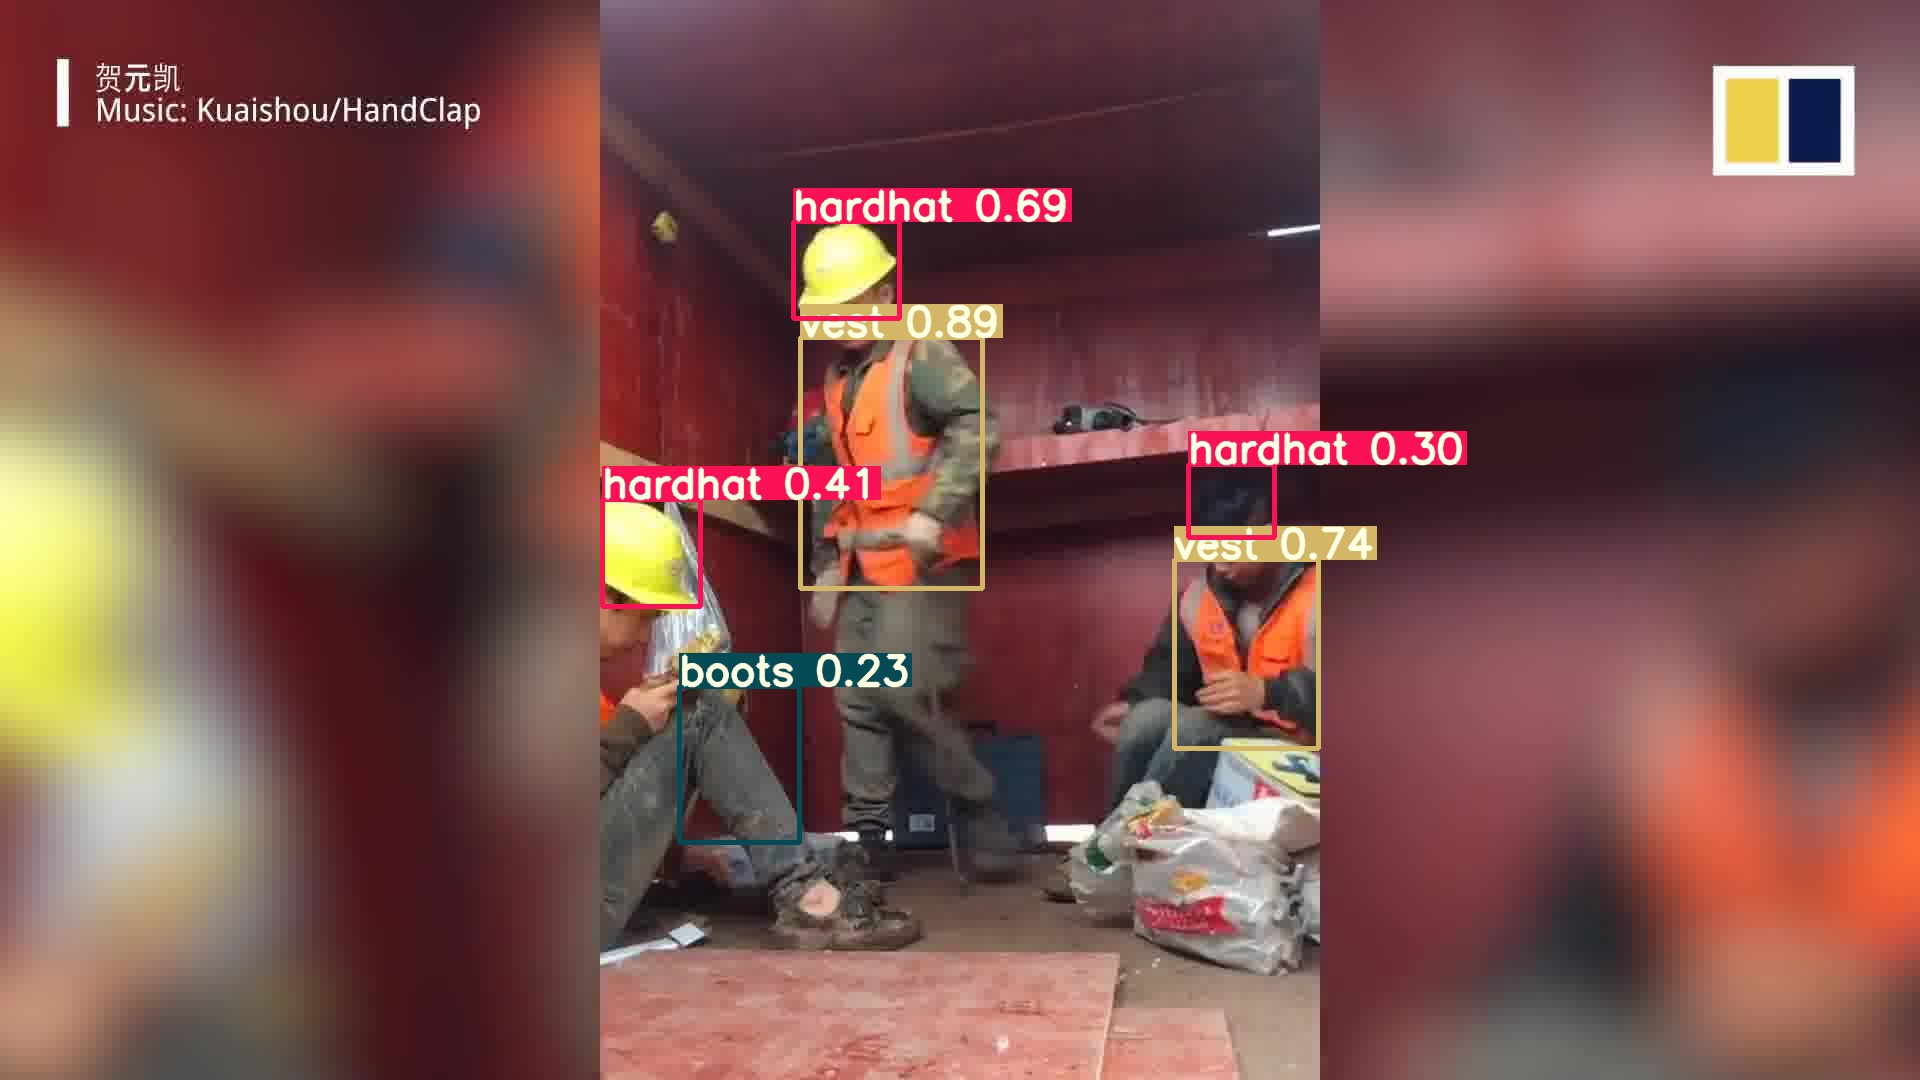 贺元凯
Music: Kuaishou/HandClap
hardhat 0.69
vest 0.89
hardhat 0.30
hardhat 0.41
vest 0.74
boots 0.23